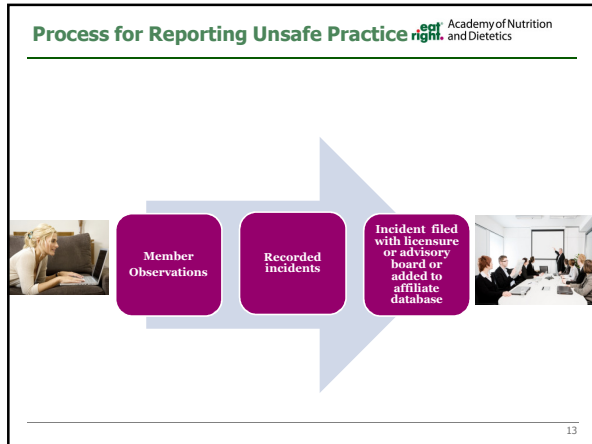 Process for Reporting Unsafe Practice
eat right. Academy of Nutrition
and Dietetics
Member
Observations
Recorded
incidents
Incident filed
with licensure
or advisory
board or
added to
affiliate
database
13